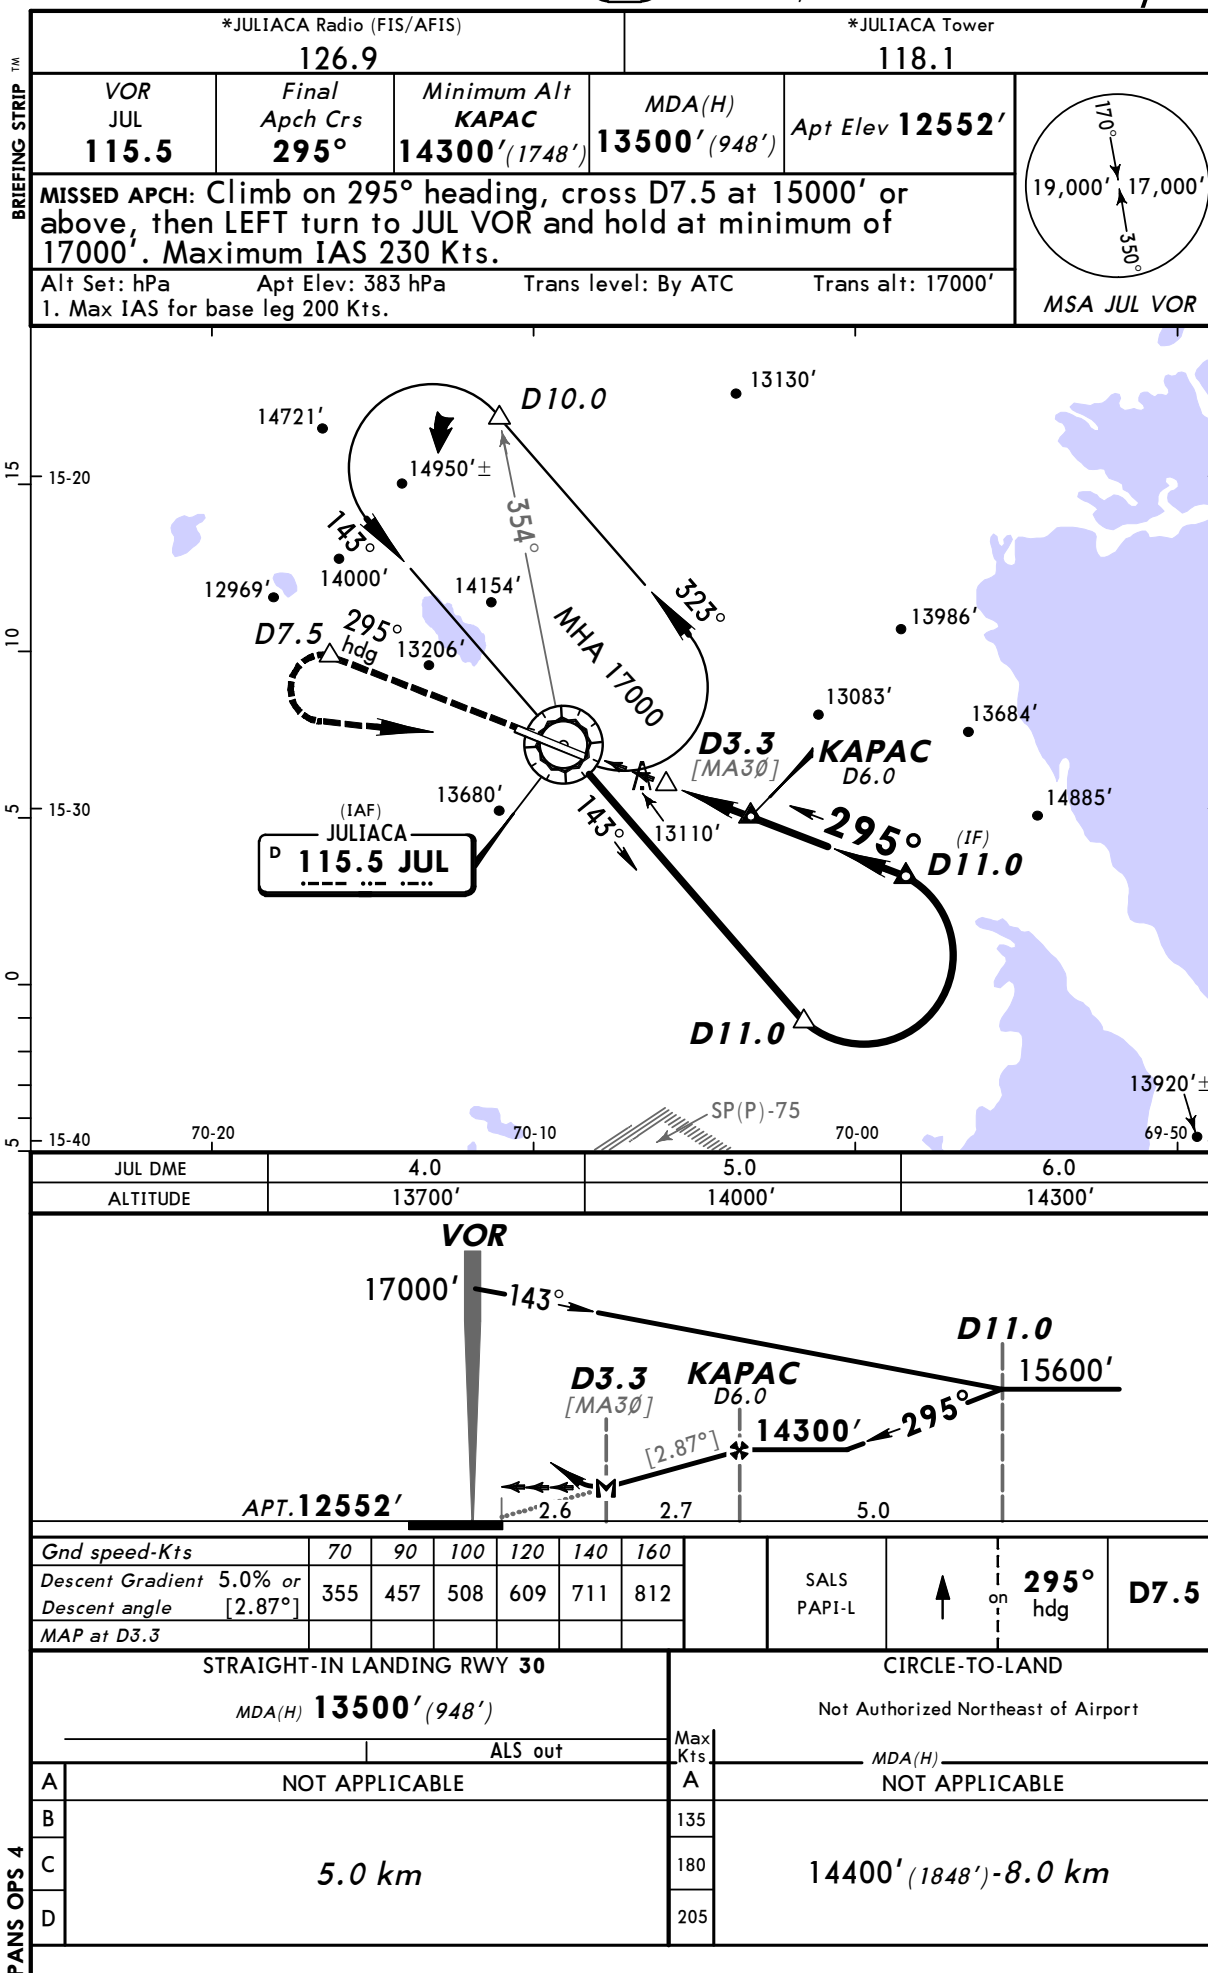 BRIEFING STRIP TM
*JULIACA Radio (FIS/AFIS)
126.9
*JULIACA Tower
118.1
VOR
JUL
115.5
Final
Apch Crs
295°
Minimum Alt
KAPAC
14300'(1748')
MDA(H)
13500'(948')
Apt Elev 12552'
MISSED APCH: Climb on 295° heading, cross D7.5 at 15000' or
above, then LEFT turn to JUL VOR and hold at minimum of
17000'. Maximum IAS 230 Kts.
Alt Set: hPa Apt Elev: 383 hPa Trans level: By ATC Trans alt: 17000'
1. Max IAS for base leg 200 Kts.
170°
19,000' 17,000'
350°
MSA JUL VOR
13130'
D10.0
14721'
14950'±
15
15-20
354°
143°
14000'
14154'
12969'
323°
MHA 17000
13986'
295°
hdg
D7.5
13206'
10
13083'
13684'
D3.3
[MA30]
KAPAC
D6.0
13680'
14885'
5
15-30
(IAF)
JULIACA
D 115.5 JUL
143°
13110'
295°
(IF)
D11.0
0
D11.0
13920'±
SP(P)-75
5
15-40
70-20
70-10
70-00
69-50
JUL DME 4.0 5.0 6.0
ALTITUDE 13700' 14000' 14300'
VOR
17000'
143°
D11.0
15600'
D3.3
[MA30]
KAPAC
D6.0
295°
14300'
[2.87°]
APT. 12552'
2.6
2.7
5.0
Gnd speed-Kts 70 90 100 120 140 160
Descent Gradient 5.0% or
Descent angle [2.87°]
355 457 508 609 711 812
MAP at D3.3
SALS
PAPI-L
on
295°
hdg
D7.5
STRAIGHT-IN LANDING RWY 30
MDA(H) 13500'(948')
ALS out
A NOT APPLICABLE
B
C
D
5.0 km
CIRCLE-TO-LAND
Not Authorized Northeast of Airport
Max
Kts
MDA(H)
A NOT APPLICABLE
135
180
205
14400'(1848')-8.0 km
PANS OPS 4